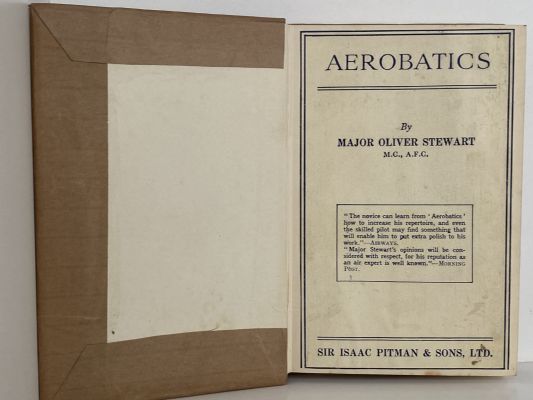 AEROBATICS
By
MAJOR OLIVER STEWART
M.C., A.F.C.
"The novice can learn from 'Aerobatics'
how to increase his repertoire, and even
the skilled pilot may find something that
will enable him to put extra polish to his
work."—AIRWAYS.
"Major Stewart's opinions will be con-
sidered with respect, for his reputation as
an air expert is well known."—MORNING
POST.
SIR ISAAC PITMAN & SONS, LTD.